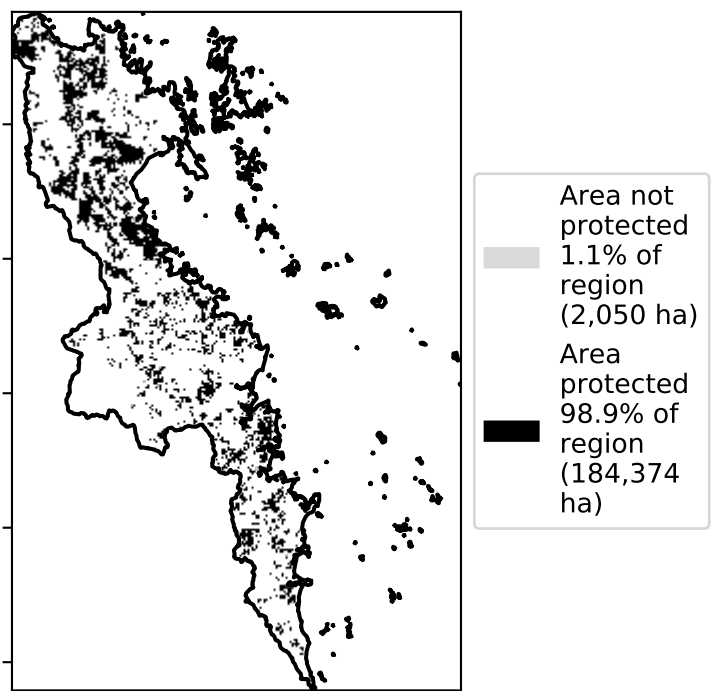 Area not
protected
1.1% of
region
(2,050 ha)
Area
protected
98.9% of
region
(184,374
ha)